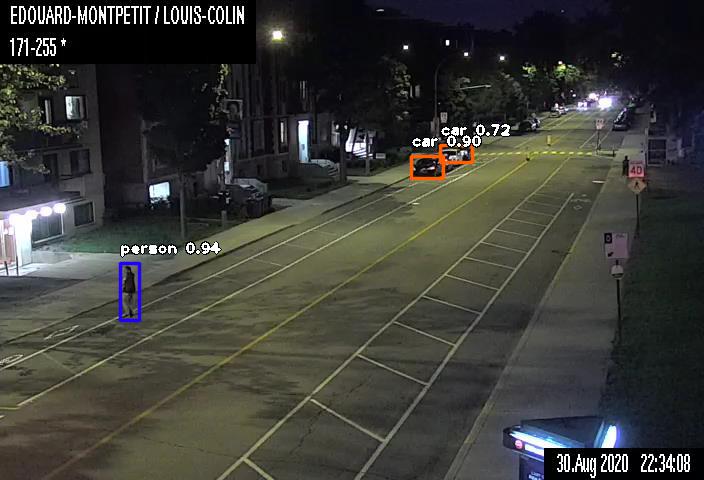 EDOUARD-MONTPETIT / LOUIS-COLIN
171-255 *
car 0.72
car 0.90
4D
person 0.94
30.Aug 2020 22:34:08